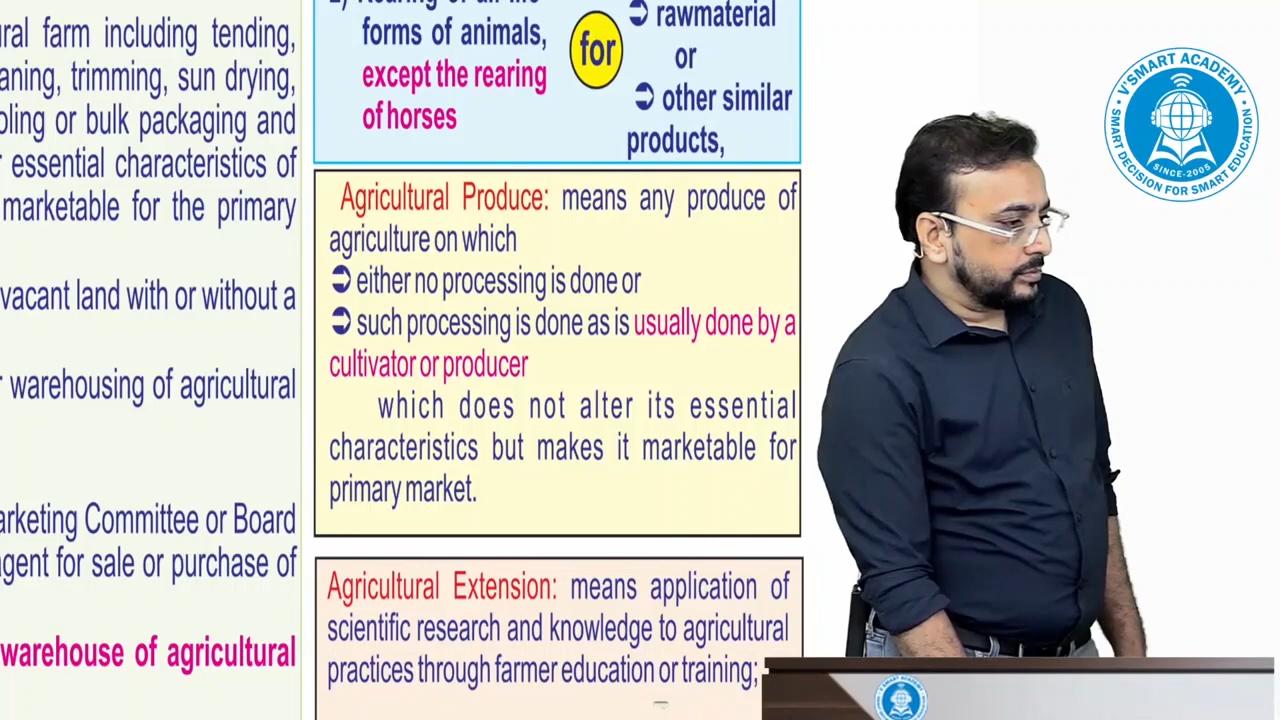 ural farm including tending,
aning, trimming, sun drying,
oling or bulk packaging and
r essential characteristics of
marketable for the primary
vacant land with or without a
r warehousing of agricultural
arketing Committee or Board
agent for sale or purchase of
warehouse of agricultural
forms of animals,
except the rearing
of horses
for
➲ rawmaterial
or
➲ other similar
products,
Agricultural Produce: means any produce of
agriculture on which
➲ either no processing is done or
➲ such processing is done as is usually done by a
cultivator or producer
which does not alter its essential
characteristics but makes it marketable for
primary market.
Agricultural Extension: means application of
scientific research and knowledge to agricultural
practices through farmer education or training;
V'SMART ACADEMY
SINCE-2005
SMART DECISION FOR SMART EDUCATION